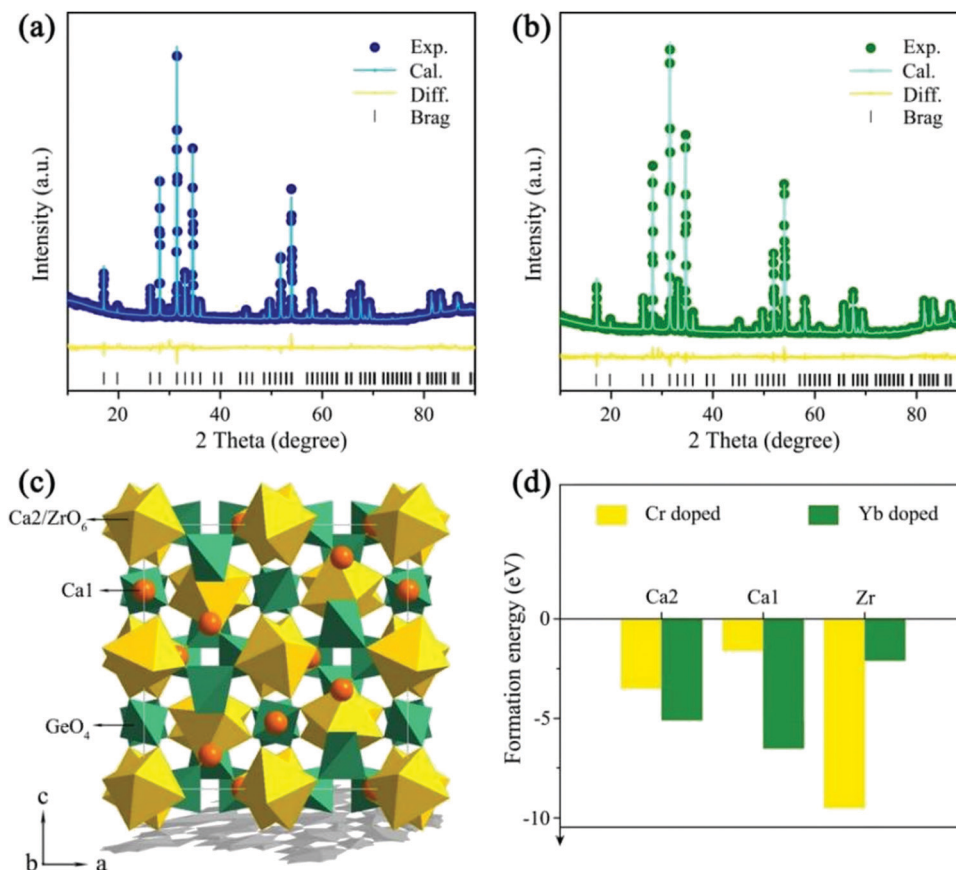 (a)
Exp.
Cal.
Diff.
Brag
Intensity (a.u.)
20 40 60 80
2 Theta (degree)
(b)
Exp.
Cal.
Diff.
Brag
Intensity (a.u.)
20 40 60 80
2 Theta (degree)
(c)
Ca2/ZrO6
Ca1
GeO4
c
b a
(d)
Cr doped Yb doped
Ca2 Ca1 Zr
Formation energy (eV)
0
-5
-10